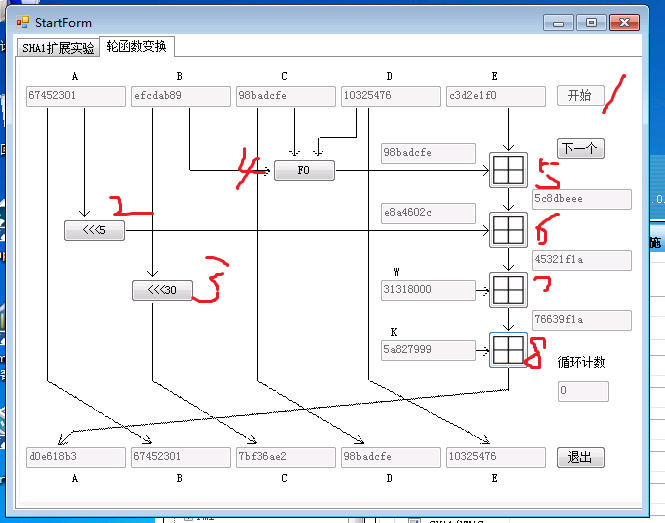 StartForm
SHA1扩展实验 轮函数变换
A B C D E
67452301 efcdab89 98badcfe 10325476 c3d2e1f0 开始 1
98badcfe 下一个
4 F0 5
5c8dbeee
2 e8a4602c
<<<5 6
45321f1a
W
<<<30 3 31318000 7
76639f1a
K
5a827999 8 循环计数
0
d0e618b3 67452301 7bf36ae2 98badcfe 10325476 退出
A B C D E